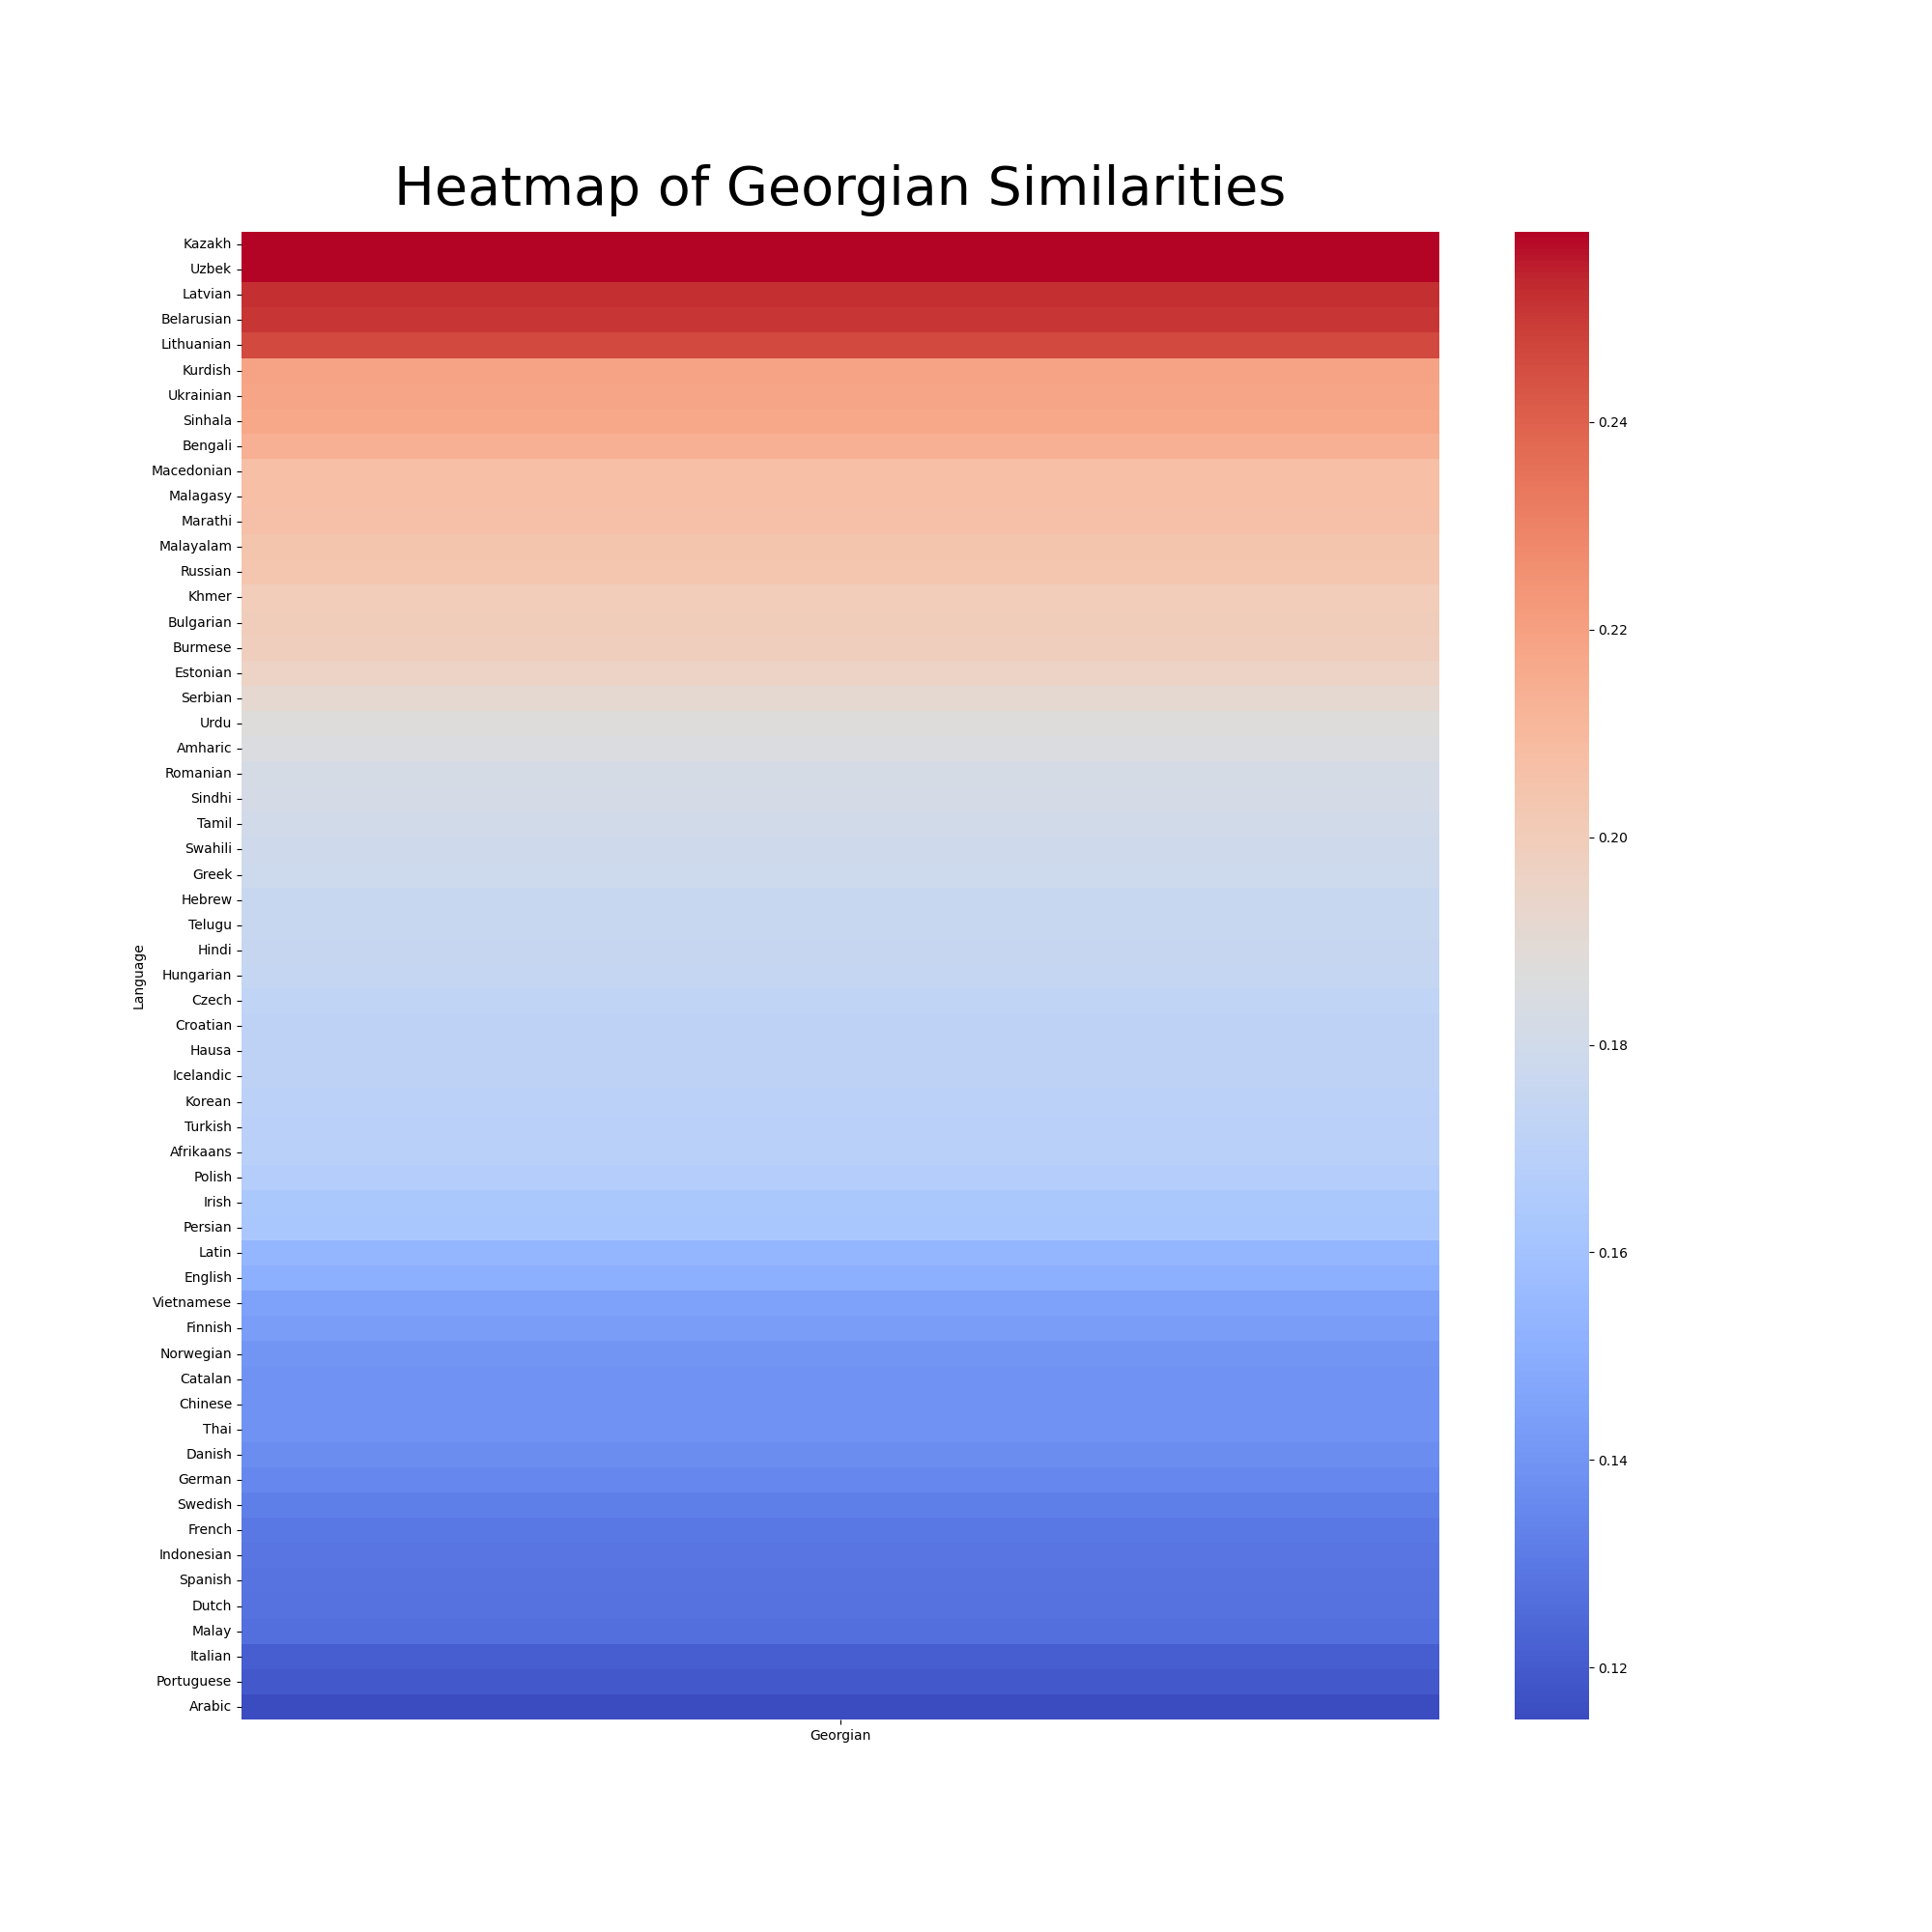 Heatmap of Georgian Similarities
Kazakh
Uzbek
Latvian
Belarusian
Lithuanian
Kurdish
Ukrainian
Sinhala
Bengali
Macedonian
Malagasy
Marathi
Malayalam
Russian
Khmer
Bulgarian
Burmese
Estonian
Serbian
Urdu
Amharic
Romanian
Sindhi
Tamil
Swahili
Greek
Hebrew
Telugu
Hindi
Hungarian
Czech
Croatian
Hausa
Icelandic
Korean
Turkish
Afrikaans
Polish
Irish
Persian
Latin
English
Vietnamese
Finnish
Norwegian
Catalan
Chinese
Thai
Danish
German
Swedish
French
Indonesian
Spanish
Dutch
Malay
Italian
Portuguese
Arabic
Language
Georgian
0.24
0.22
0.20
0.18
0.16
0.14
0.12